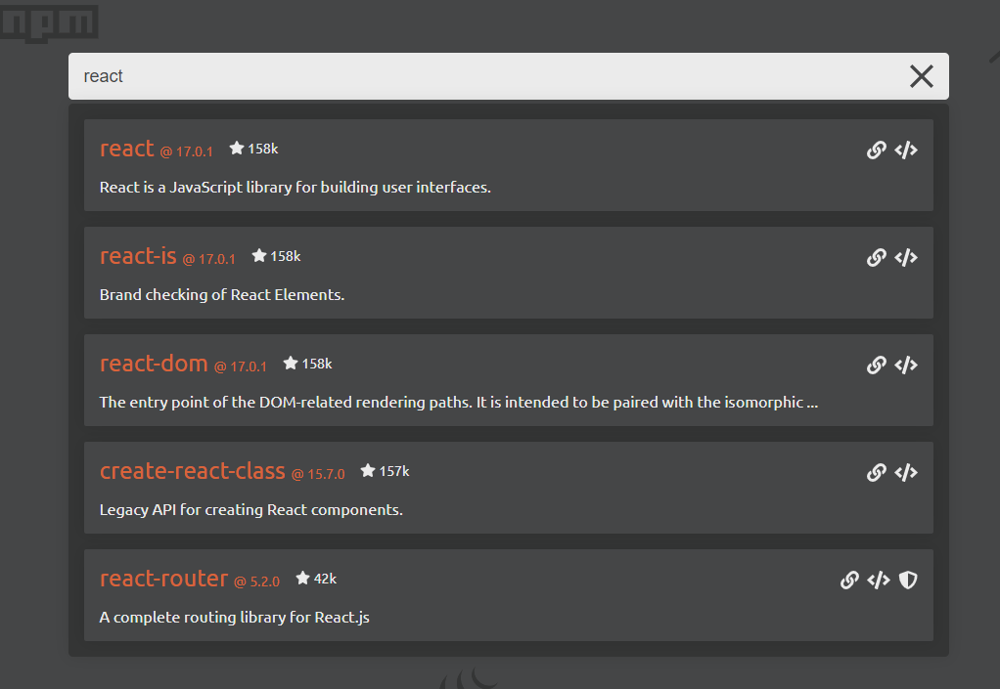 npm
react
react @ 17.0.1 158k
React is a JavaScript library for building user interfaces.
react-is @ 17.0.1 158k
Brand checking of React Elements.
react-dom @ 17.0.1 158k
The entry point of the DOM-related rendering paths. It is intended to be paired with the isomorphic ...
create-react-class @ 15.7.0 157k
Legacy API for creating React components.
react-router @ 5.2.0 42k
A complete routing library for React.js